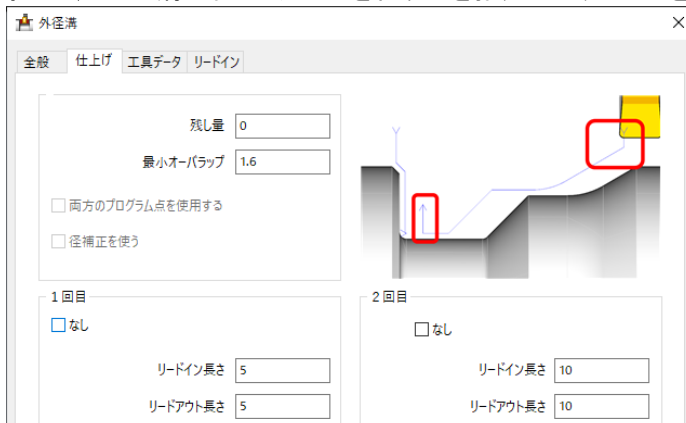 外径溝
全般 仕上げ 工具データ リードイン
残し量 0
最小オーバラップ 1.6
両方のプログラム点を使用する
径補正を使う
1回目
なし
リードイン長さ 5
リードアウト長さ 5
2回目
なし
リードイン長さ 10
リードアウト長さ 10